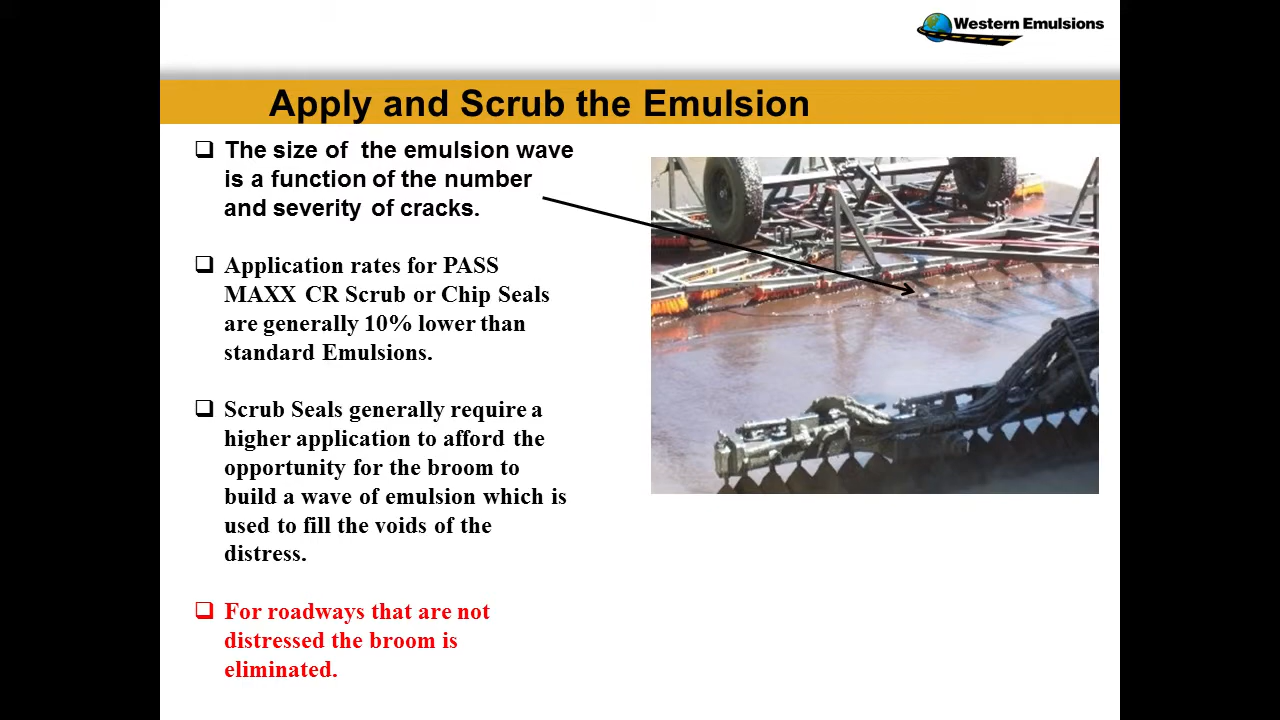 Western Emulsions
Apply and Scrub the Emulsion
The size of the emulsion wave
is a function of the number
and severity of cracks.
Application rates for PASS
MAXX CR Scrub or Chip Seals
are generally 10% lower than
standard Emulsions.
Scrub Seals generally require a
higher application to afford the
opportunity for the broom to
build a wave of emulsion which is
used to fill the voids of the
distress.
For roadways that are not
distressed the broom is
eliminated.